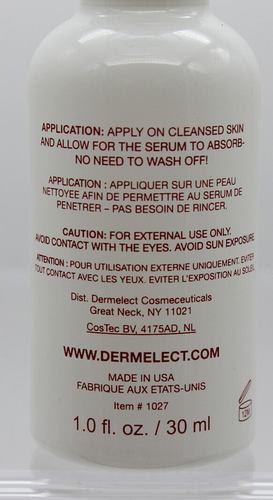 APPLICATION: APPLY ON CLEANSED SKIN
AND ALLOW FOR THE SERUM TO ABSORB-
NO NEED TO WASH OFF!
APPLICATION : APPLIQUER SUR UNE PEAU
NETTOYEE AFIN DE PERMETTRE AU SERUM DE
PENETRER – PAS BESOIN DE RINCER.
CAUTION: FOR EXTERNAL USE ONLY.
AVOID CONTACT WITH THE EYES. AVOID SUN EXPOSURE
ATTENTION : POUR UTILISATION EXTERNE UNIQUEMENT. EVITER
TOUT CONTACT AVEC LES YEUX. EVITER L'EXPOSITION AU SOLEIL
Dist. Dermelect Cosmeceuticals
Great Neck, NY 11021
CosTec BV, 4175AD, NL
WWW.DERMELECT.COM
MADE IN USA
FABRIQUE AUX ETATS-UNIS
Item # 1027
1.0 fl. oz. / 30 ml
12M